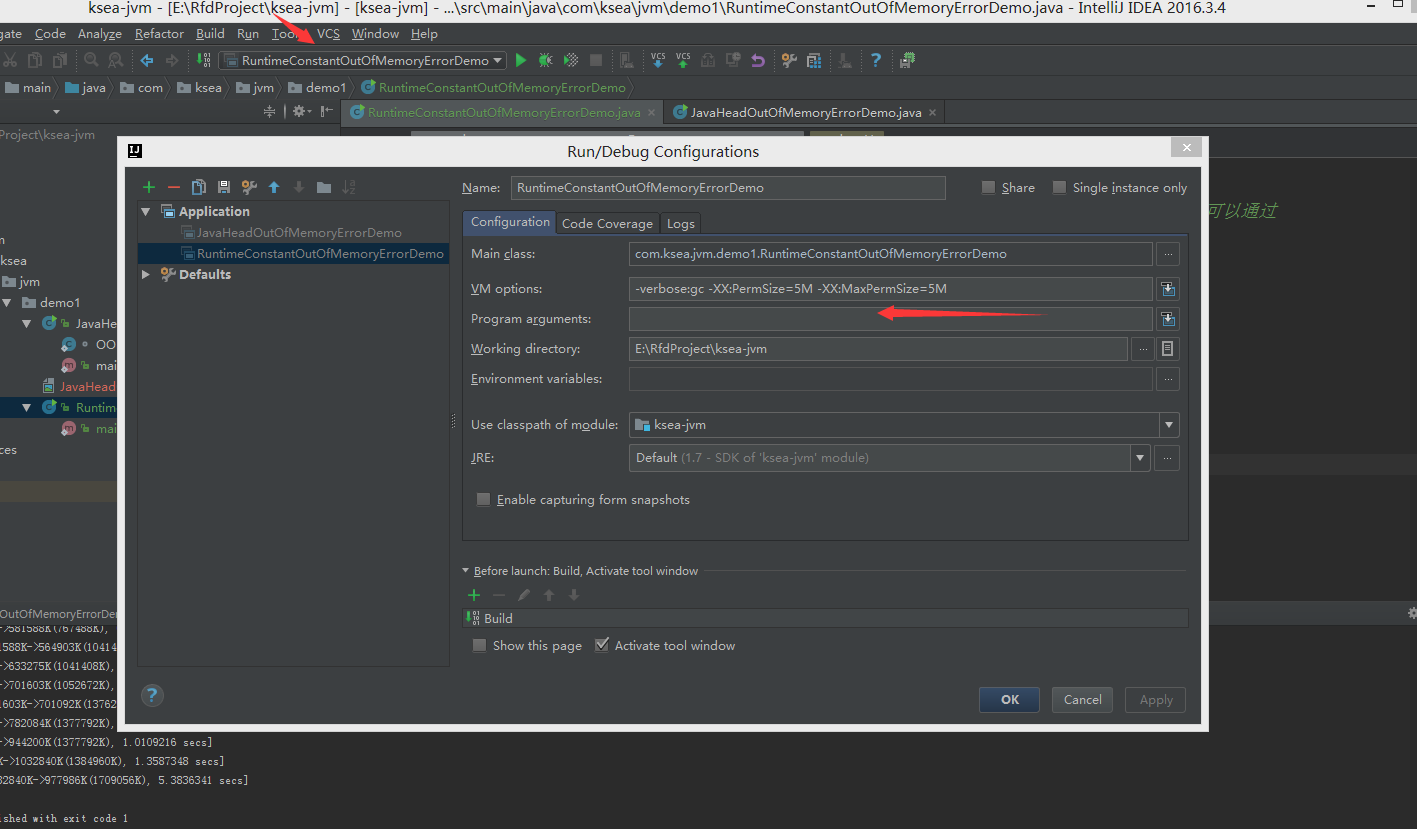 ksea-jvm - [E:\RfdProject\ksea-jvm] - [ksea-jvm] - ...\src\main\java\com\ksea\jvm\demo1\RuntimeConstantOutOfMemoryErrorDemo.java - IntelliJ IDEA 2016.3.4
gate Code Analyze Refactor Build Run Tools VCS Window Help
RuntimeConstantOutOfMemoryErrorDemo
main java com ksea jvm demo1 RuntimeConstantOutOfMemoryErrorDemo
RuntimeConstantOutOfMemoryErrorDemo.java JavaHeadOutOfMemoryErrorDemo.java
Project\ksea-jvm
Run/Debug Configurations
Name: RuntimeConstantOutOfMemoryErrorDemo Share Single instance only
Application
JavaHeadOutOfMemoryErrorDemo
RuntimeConstantOutOfMemoryErrorDemo
Defaults
Configuration Code Coverage Logs
Main class: com.ksea.jvm.demo1.RuntimeConstantOutOfMemoryErrorDemo
VM options: -verbose:gc -XX:PermSize=5M -XX:MaxPermSize=5M
Program arguments:
Working directory: E:\RfdProject\ksea-jvm
Environment variables:
Use classpath of module: ksea-jvm
JRE: Default (1.7 - SDK of 'ksea-jvm' module)
Enable capturing form snapshots
Before launch: Build, Activate tool window
Build
Show this page Activate tool window
OK Cancel Apply
可以通过
n
ksea
jvm
demo1
JavaHe
OO
mai
JavaHead
Runtim
mai
ces
OutOfMemoryErrorDe
->581588K(767488K),
588K->564903K(10414
->633275K(1041408K),
->701603K(1052672K),
603K->701092K(13762
->782084K(1377792K),
->944200K(1377792K), 1.0109216 secs]
K->1032840K(1384960K), 1.3587348 secs]
32840K->977986K(1709056K), 5.3836341 secs]
shed with exit code 1